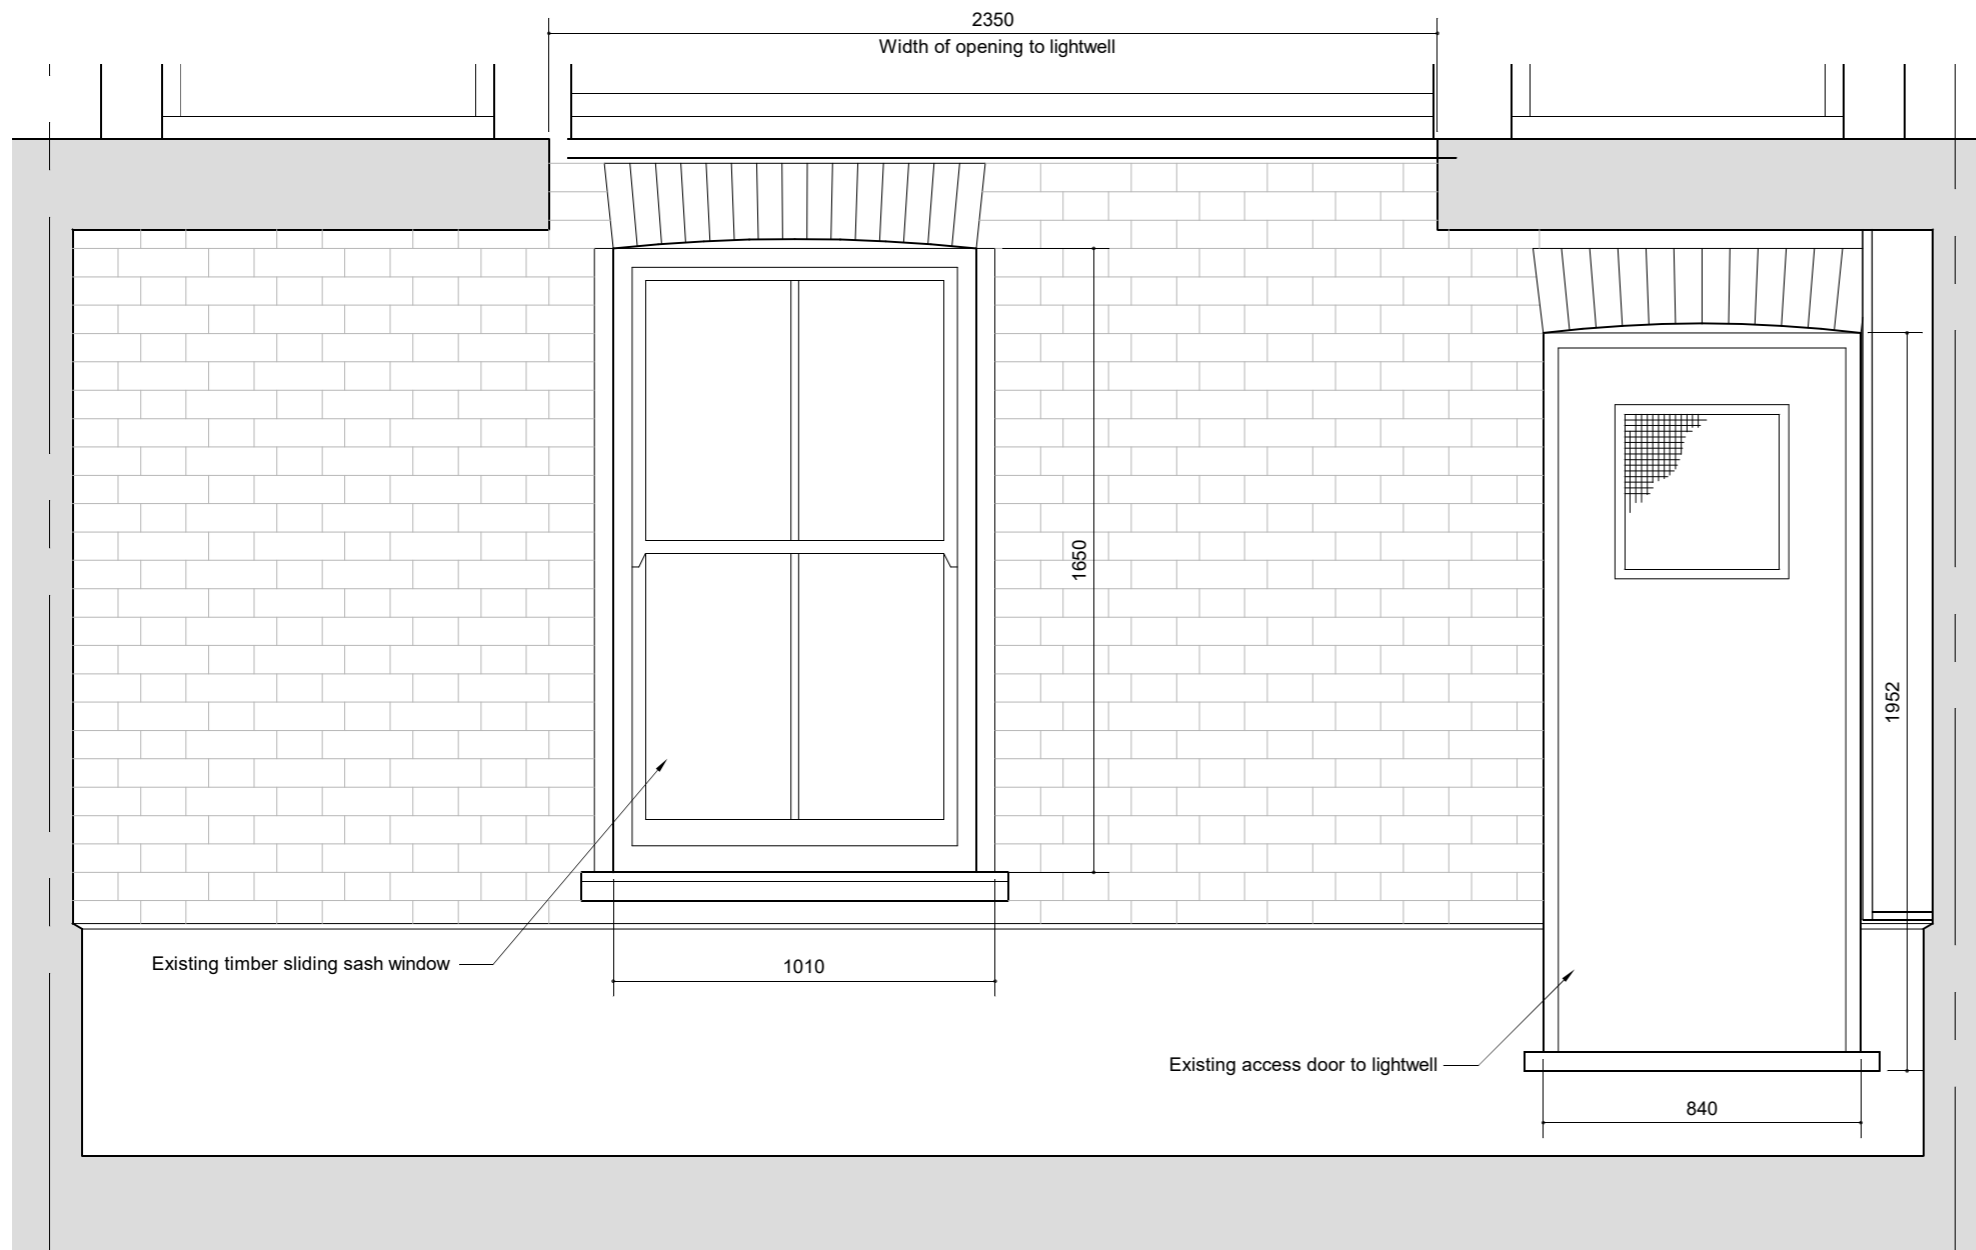 2350
Width of opening to lightwell
1650
1952
Existing timber sliding sash window
1010
Existing access door to lightwell
840